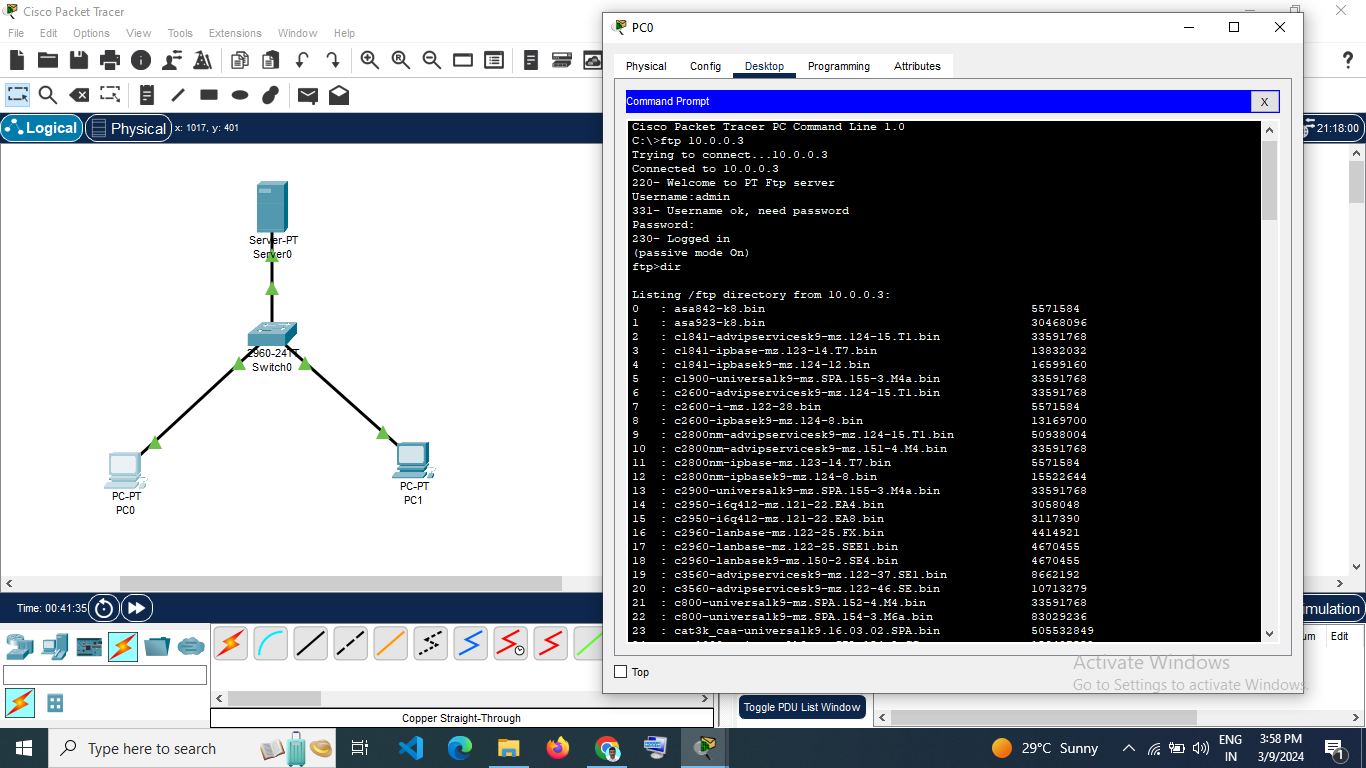 Cisco Packet Tracer
File Edit Options View Tools Extensions Window Help
Logical
Physical
x: 1017, y: 401
Server-PT
Server0
2960-24TT
Switch0
PC-PT
PC0
PC-PT
PC1
Time: 00:41:35
Copper Straight-Through
PC0
Physical Config Desktop Programming Attributes
Command Prompt
X
Cisco Packet Tracer PC Command Line 1.0
C:\>ftp 10.0.0.3
Trying to connect...10.0.0.3
Connected to 10.0.0.3
220- Welcome to PT Ftp server
Username:admin
331- Username ok, need password
Password:
230- Logged in
(passive mode On)
ftp>dir
Listing /ftp directory from 10.0.0.3:
0 : asa842-k8.bin 5571584
1 : asa923-k8.bin 30468096
2 : c1841-advipservicesk9-mz.124-15.T1.bin 33591768
3 : c1841-ipbase-mz.123-14.T7.bin 13832032
4 : c1841-ipbasek9-mz.124-12.bin 16599160
5 : c1900-universalk9-mz.SPA.155-3.M4a.bin 33591768
6 : c2600-advipservicesk9-mz.124-15.T1.bin 33591768
7 : c2600-i-mz.122-28.bin 5571584
8 : c2600-ipbasek9-mz.124-8.bin 13169700
9 : c2800nm-advipservicesk9-mz.124-15.T1.bin 50938004
10 : c2800nm-advipservicesk9-mz.151-4.M4.bin 33591768
11 : c2800nm-ipbase-mz.123-14.T7.bin 5571584
12 : c2800nm-ipbasek9-mz.124-8.bin 15522644
13 : c2900-universalk9-mz.SPA.155-3.M4a.bin 33591768
14 : c2950-i6q4l2-mz.121-22.EA4.bin 3058048
15 : c2950-i6q4l2-mz.121-22.EA8.bin 3117390
16 : c2960-lanbase-mz.122-25.FX.bin 4414921
17 : c2960-lanbase-mz.122-25.SEE1.bin 4670455
18 : c2960-lanbasek9-mz.150-2.SE4.bin 4670455
19 : c3560-advipservicesk9-mz.122-37.SE1.bin 8662192
20 : c3560-advipservicesk9-mz.122-46.SE.bin 10713279
21 : c800-universalk9-mz.SPA.152-4.M4.bin 33591768
22 : c800-universalk9-mz.SPA.154-3.M6a.bin 83029236
23 : cat3k_caa-universalk9.16.03.02.SPA.bin 505532849
Top
21:18:00
imulation
um Edit
Activate Windows
Go to Settings to activate Windows.
Toggle PDU List Window
Type here to search
29°C Sunny
ENG
IN
3:58 PM
3/9/2024
1